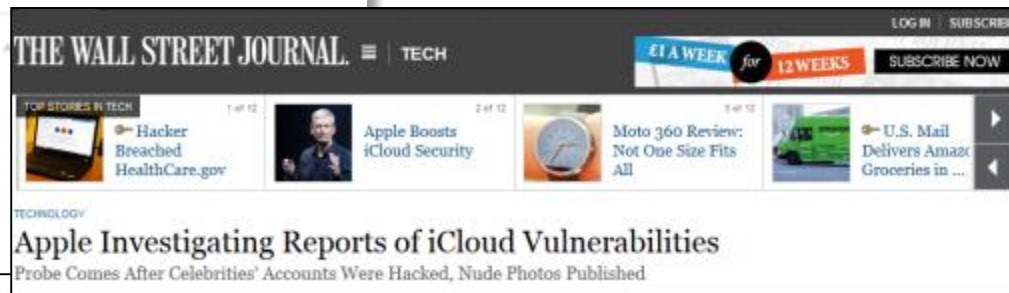 LOG IN SUBSCRIBE
THE WALL STREET JOURNAL. ≡ | TECH
£1 A WEEK for 12 WEEKS SUBSCRIBE NOW
TOP STORIES IN TECH
1 of 12
Hacker
Breached
HealthCare.gov
2 of 12
Apple Boosts
iCloud Security
3 of 12
Moto 360 Review:
Not One Size Fits
All
U.S. Mail
Delivers Amazo
Groceries in ...
TECHNOLOGY
Apple Investigating Reports of iCloud Vulnerabilities
Probe Comes After Celebrities' Accounts Were Hacked, Nude Photos Published